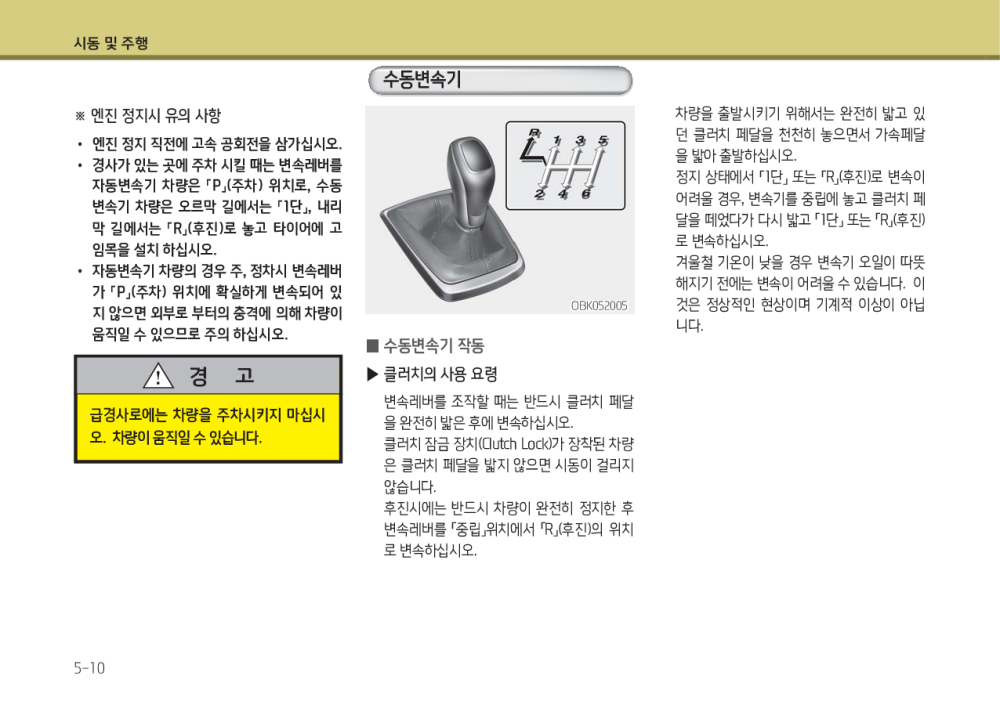 시동 및 주행
※ 엔진 정지시 유의 사항
• 엔진 정지 직전에 고속 공회전을 삼가십시오.
• 경사가 있는 곳에 주차 시킬 때는 변속레버를
자동변속기 차량은 「P」(주차) 위치로, 수동
변속기 차량은 오르막 길에서는 「1단」, 내리
막 길에서는 「R」(후진)로 놓고 타이어에 고
임목을 설치 하십시오.
• 자동변속기 차량의 경우 주, 정차시 변속레버
가 「P」(주차) 위치에 확실하게 변속되어 있
지 않으면 외부로 부터의 충격에 의해 차량이
움직일 수 있으므로 주의 하십시오.
경 고
급경사로에는 차량을 주차시키지 마십시
오. 차량이 움직일 수 있습니다.
수동변속기
R 1 3 5
2 4 6
OBK052005
■ 수동변속기 작동
▶ 클러치의 사용 요령
변속레버를 조작할 때는 반드시 클러치 페달
을 완전히 밟은 후에 변속하십시오.
클러치 잠금 장치(Clutch Lock)가 장착된 차량
은 클러치 페달을 밟지 않으면 시동이 걸리지
않습니다.
후진시에는 반드시 차량이 완전히 정지한 후
변속레버를 「중립」위치에서 「R」(후진)의 위치
로 변속하십시오.
차량을 출발시키기 위해서는 완전히 밟고 있
던 클러치 페달을 천천히 놓으면서 가속페달
을 밟아 출발하십시오.
정지 상태에서 「1단」 또는 「R」(후진)로 변속이
어려울 경우, 변속기를 중립에 놓고 클러치 페
달을 떼었다가 다시 밟고 「1단」 또는 「R」(후진)
로 변속하십시오.
겨울철 기온이 낮을 경우 변속기 오일이 따뜻
해지기 전에는 변속이 어려울 수 있습니다. 이
것은 정상적인 현상이며 기계적 이상이 아닙
니다.
5-10